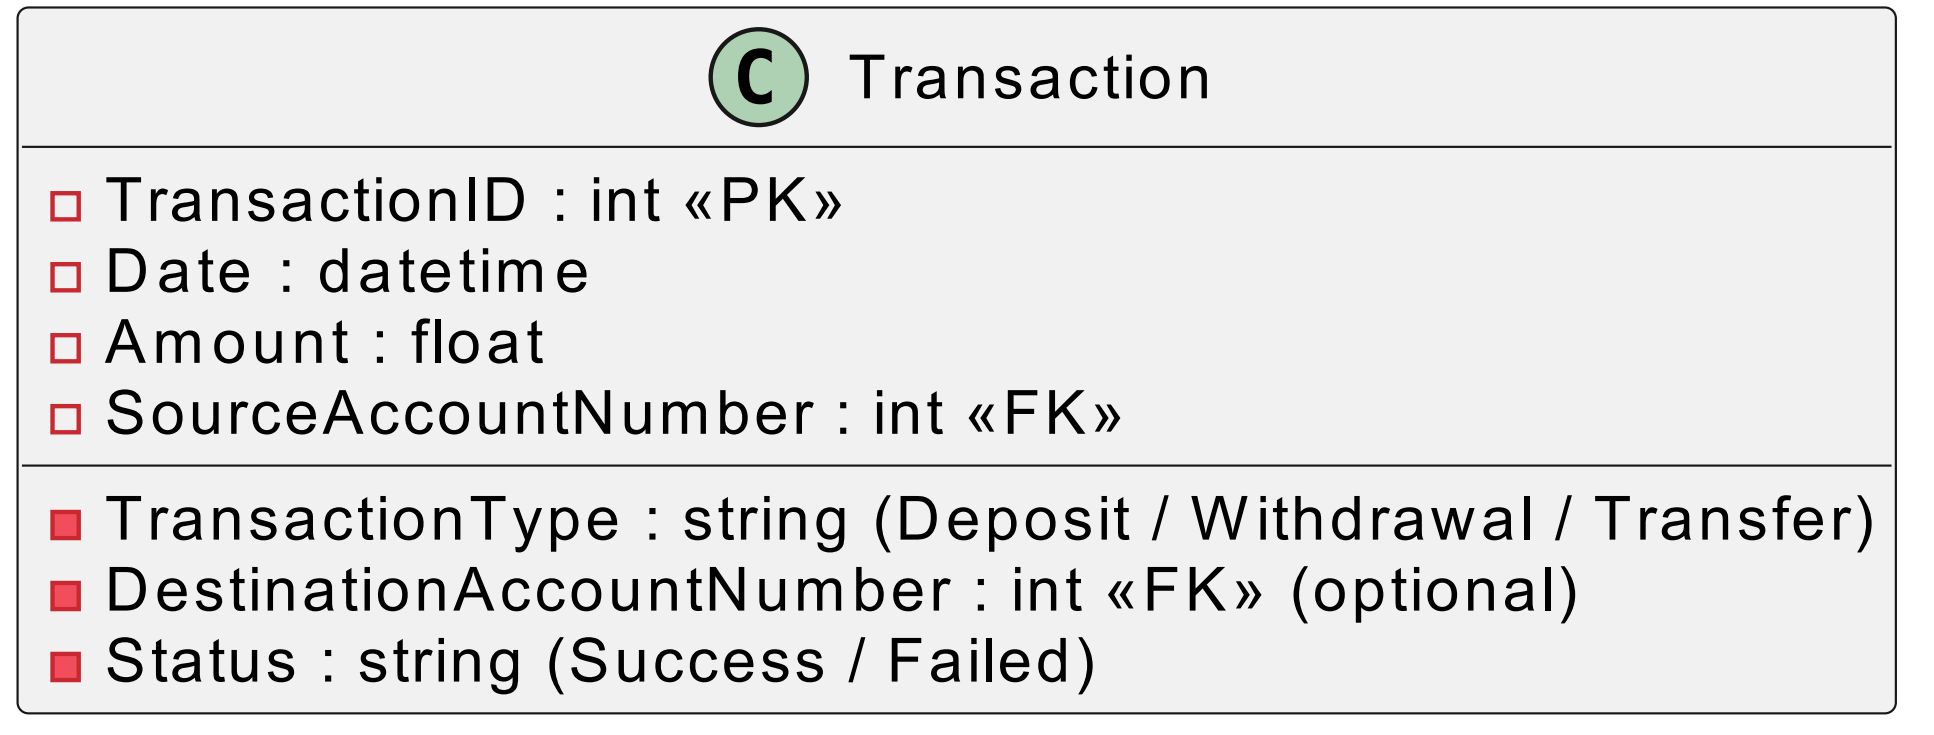 C Transaction
TransactionID : int «PK»
Date : datetime
Amount : float
SourceAccountNumber : int «FK»
TransactionType : string (Deposit / Withdrawal / Transfer)
DestinationAccountNumber : int «FK» (optional)
Status : string (Success / Failed)